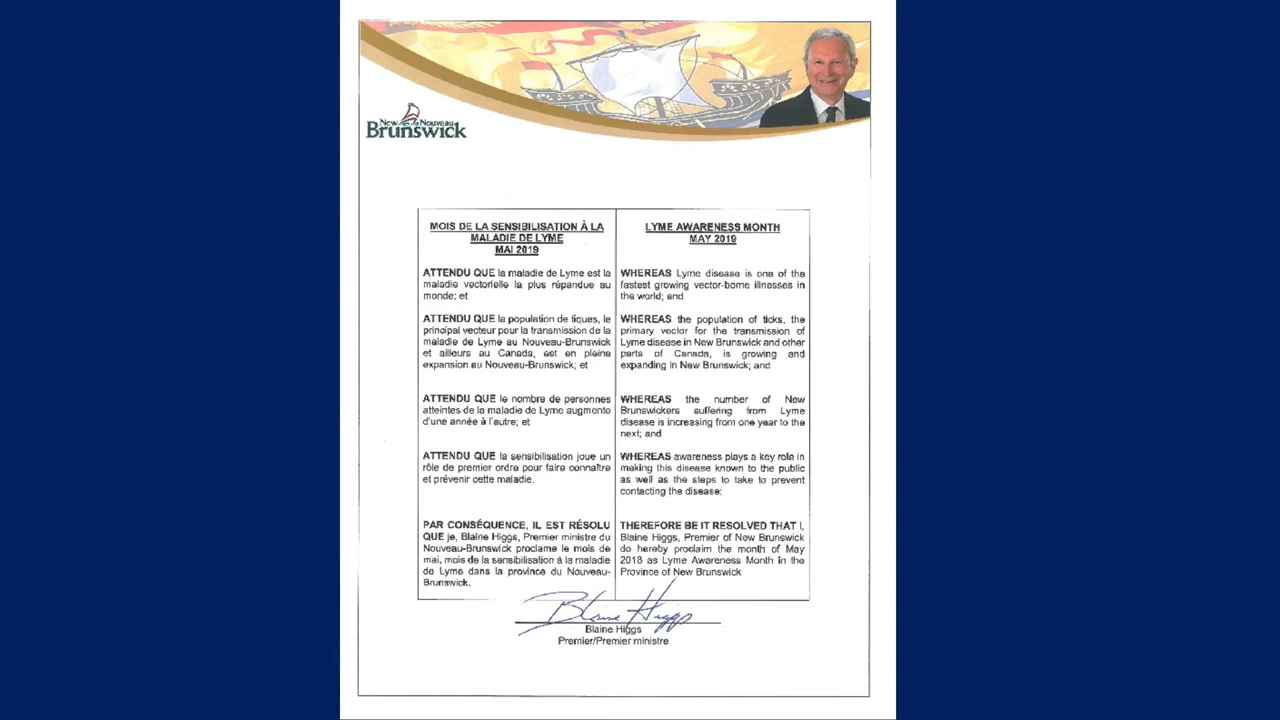 New Nouveau
Brunswick
MOIS DE LA SENSIBILISATION À LA
MALADIE DE LYME
MAI 2019
ATTENDU QUE la maladie de Lyme est la
maladie vectorielle la plus répandue au
monde; et
ATTENDU QUE la population de tiques, le
principal vecteur pour la transmission de la
maladie de Lyme au Nouveau-Brunswick
et ailleurs au Canada, est en pleine
expansion au Nouveau-Brunswick; et
ATTENDU QUE le nombre de personnes
atteintes de la maladie de Lyme augmente
d'une année à l'autre; et
ATTENDU QUE la sensibilisation joue un
rôle de premier ordre pour faire connaître
et prévenir cette maladie.
PAR CONSÉQUENCE, IL EST RÉSOLU
QUE je, Blaine Higgs, Premier ministre du
Nouveau-Brunswick proclame le mois de
mai, mois de la sensibilisation à la maladie
de Lyme dans la province du Nouveau-
Brunswick.
LYME AWARENESS MONTH
MAY 2019
WHEREAS Lyme disease is one of the
fastest growing vector-borne illnesses in
the world; and
WHEREAS the population of ticks, the
primary vector for the transmission of
Lyme disease in New Brunswick and other
parts of Canada, is growing and
expanding in New Brunswick; and
WHEREAS the number of New
Brunswickers suffering from Lyme
disease is increasing from one year to the
next; and
WHEREAS awareness plays a key role in
making this disease known to the public
as well as the steps to take to prevent
contacting the disease;
THEREFORE BE IT RESOLVED THAT I,
Blaine Higgs, Premier of New Brunswick
do hereby proclaim the month of May
2018 as Lyme Awareness Month in the
Province of New Brunswick
Blaine Higgs
Blaine Higgs
Premier/Premier ministre